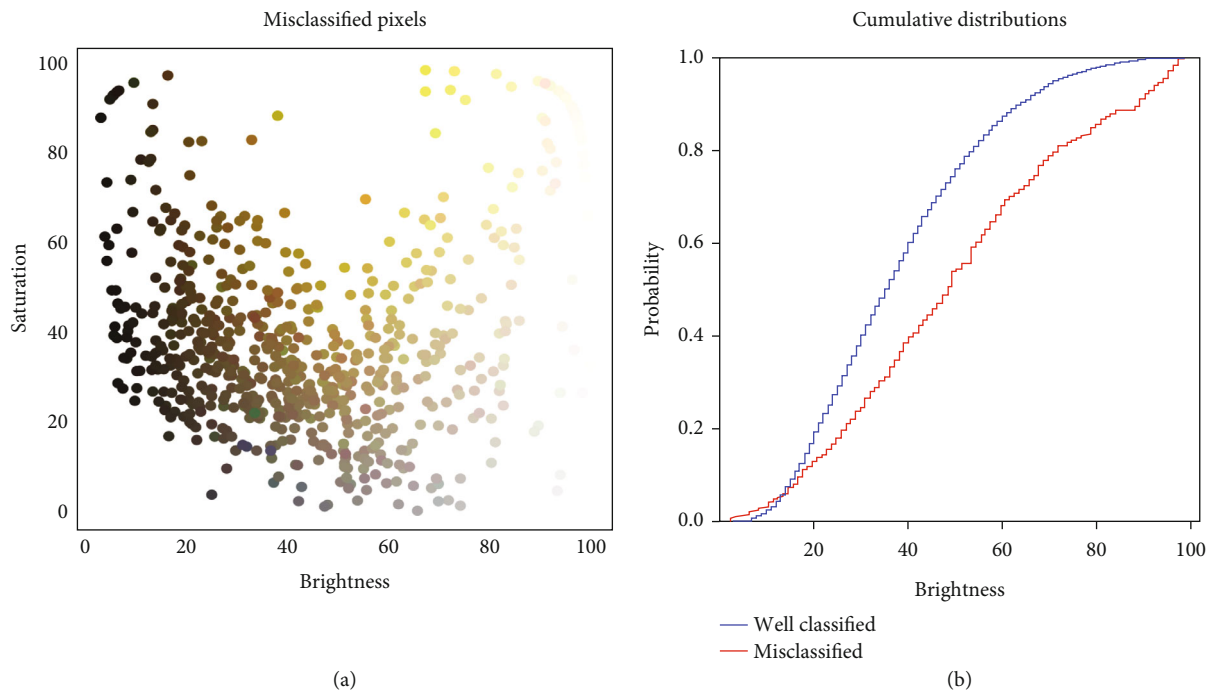 Misclassified pixels
100
80
60
40
20
0
Saturation
0 20 40 60 80 100
Brightness
(a)
Cumulative distributions
1.0
0.8
0.6
0.4
0.2
0.0
Probability
20 40 60 80 100
Brightness
Well classified
Misclassified
(b)